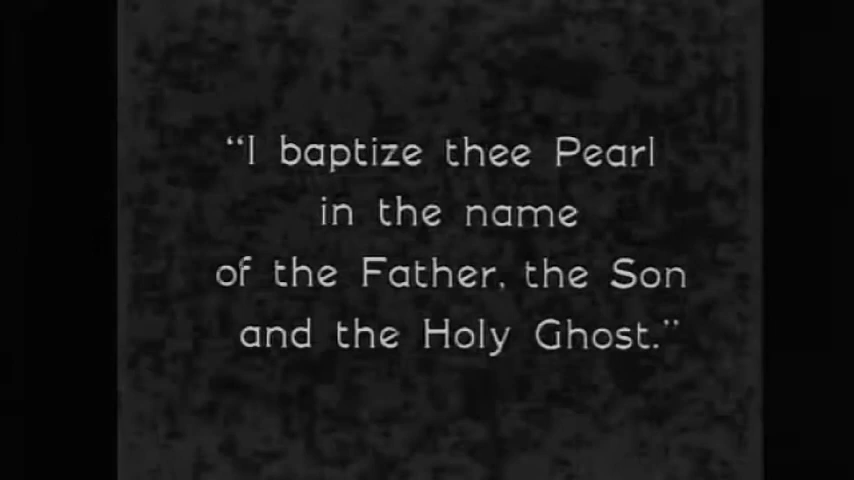 “I baptize thee Pearl
in the name
of the Father, the Son
and the Holy Ghost.”